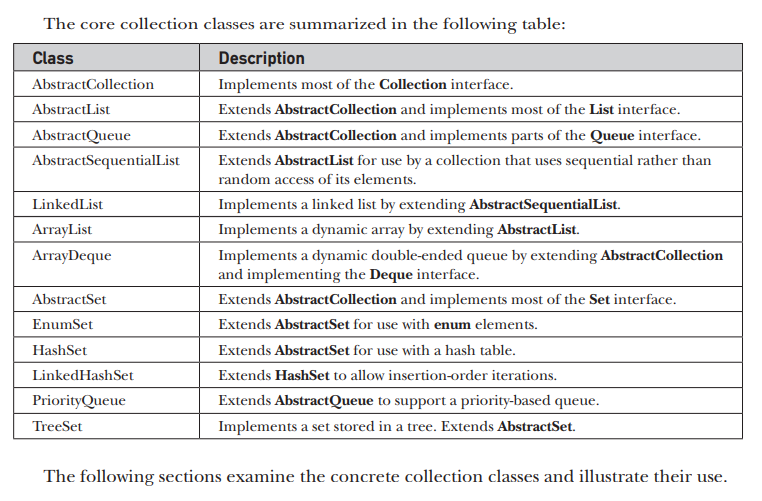 The core collection classes are summarized in the following table:
Class Description
AbstractCollection Implements most of the Collection interface.
AbstractList Extends AbstractCollection and implements most of the List interface.
AbstractQueue Extends AbstractCollection and implements parts of the Queue interface.
AbstractSequentialList Extends AbstractList for use by a collection that uses sequential rather than
random access of its elements.
LinkedList Implements a linked list by extending AbstractSequentialList.
ArrayList Implements a dynamic array by extending AbstractList.
ArrayDeque Implements a dynamic double-ended queue by extending AbstractCollection
and implementing the Deque interface.
AbstractSet Extends AbstractCollection and implements most of the Set interface.
EnumSet Extends AbstractSet for use with enum elements.
HashSet Extends AbstractSet for use with a hash table.
LinkedHashSet Extends HashSet to allow insertion-order iterations.
PriorityQueue Extends AbstractQueue to support a priority-based queue.
TreeSet Implements a set stored in a tree. Extends AbstractSet.
The following sections examine the concrete collection classes and illustrate their use.